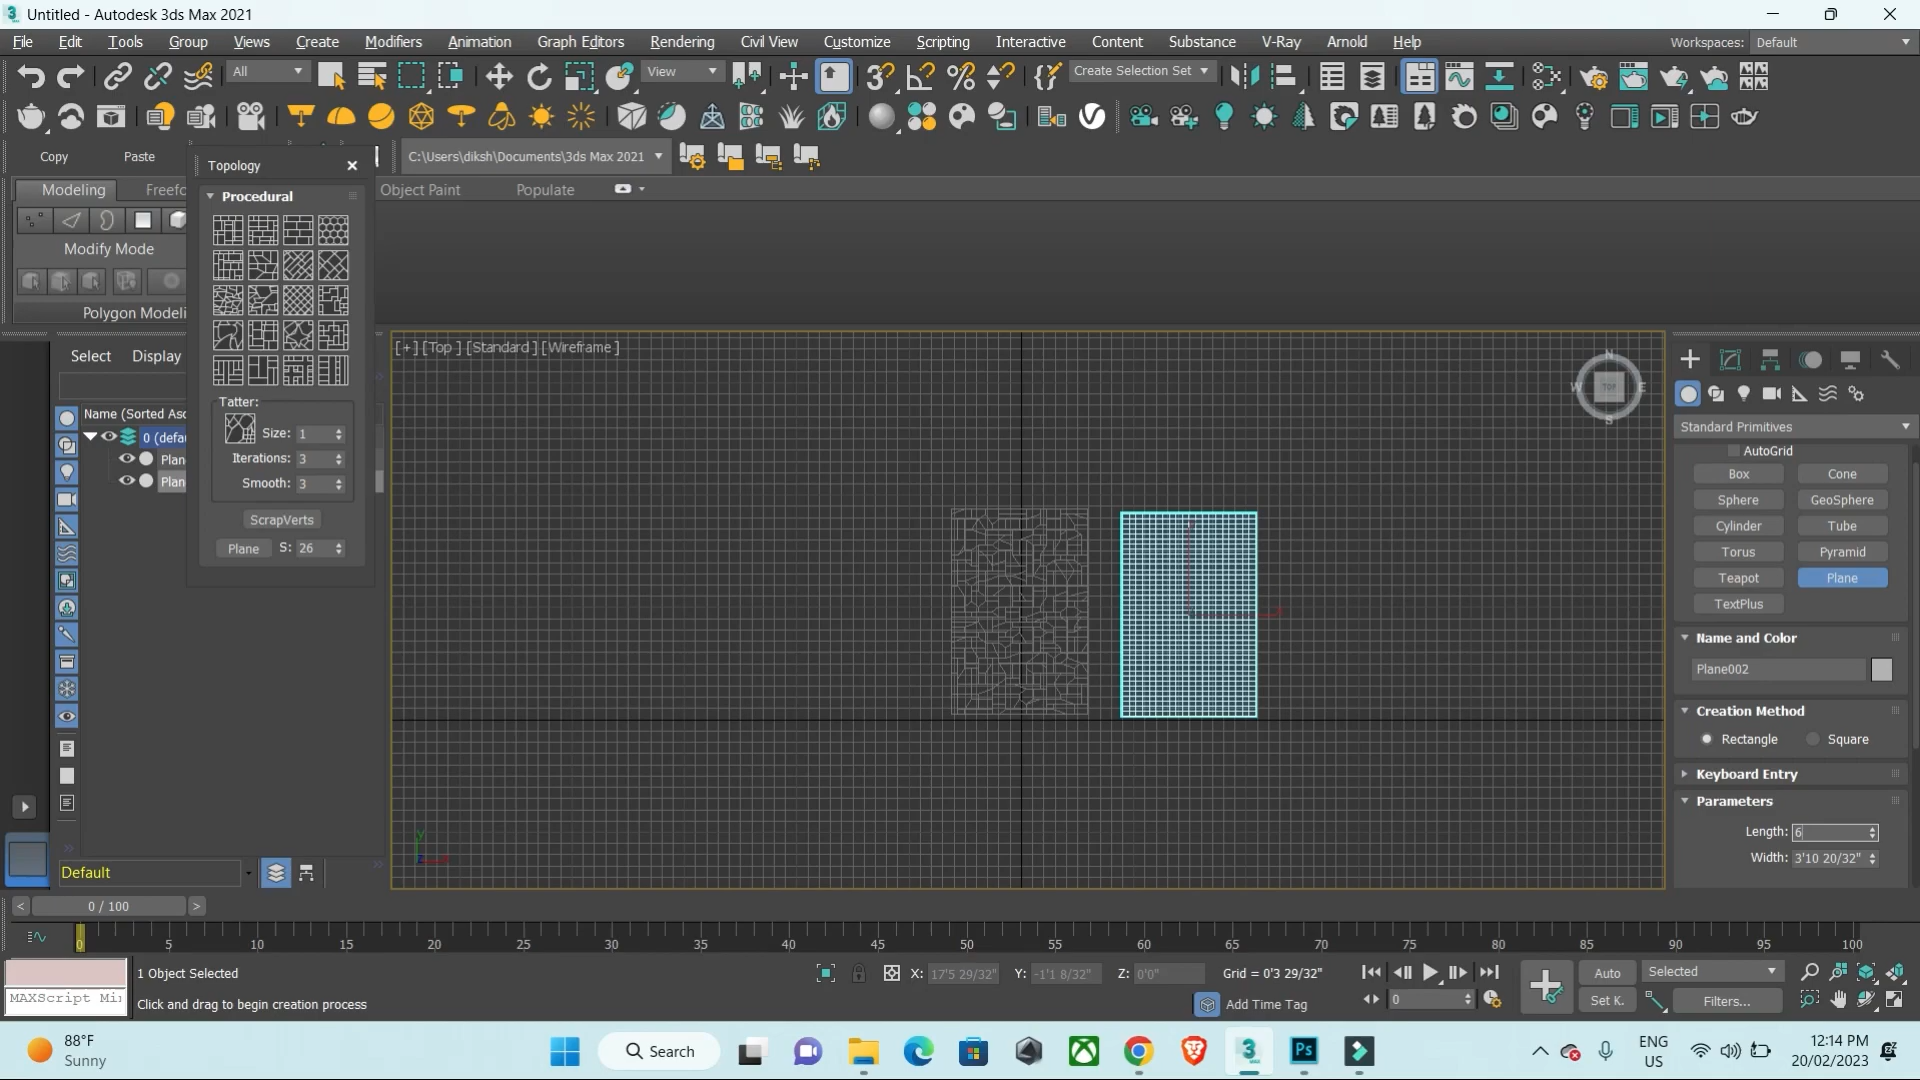 Untitled - Autodesk 3ds Max 2021
File Edit Tools Group Views Create Modifiers Animation Graph Editors Rendering Civil View Customize Scripting Interactive Content Substance V-Ray Arnold Help Workspaces: Default
All View Create Selection Set
Copy Paste C:\Users\diksh\Documents\3ds Max 2021
Topology
Modeling Freefo Object Paint Populate
Procedural
Modify Mode
Polygon Modeli
[+] [Top ] [Standard ] [Wireframe ]
Select Display
N
W TOP E
S
Name (Sorted Asc
0 (defau
Plan
Plan
Tatter:
Size: 1
Iterations: 3
Smooth: 3
ScrapVerts
Plane S: 26
Standard Primitives
AutoGrid
Box Cone
Sphere GeoSphere
Cylinder Tube
Torus Pyramid
Teapot Plane
TextPlus
Name and Color
Plane002
Creation Method
Rectangle Square
Keyboard Entry
Parameters
Length: 6
Width: 3'10 20/32"
Default
< 0 / 100 >
0 5 10 15 20 25 30 35 40 45 50 55 60 65 70 75 80 85 90 95 100
1 Object Selected X: 17'5 29/32" Y: -1'1 8/32" Z: 0'0" Grid = 0'3 29/32" Auto Selected
MAXScript Mi Click and drag to begin creation process Add Time Tag 0 Set K. Filters...
88°F
Sunny
Search
Ps
ENG
US
12:14 PM
20/02/2023